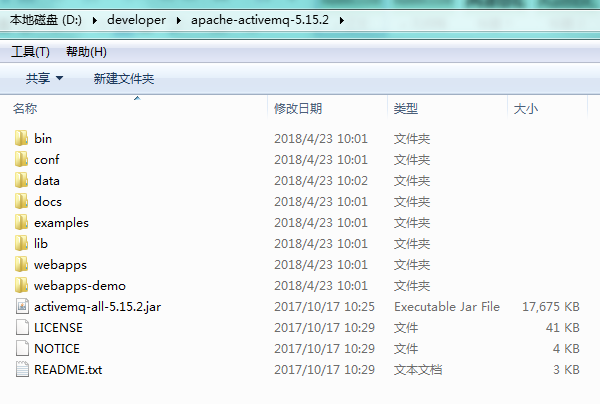 本地磁盘 (D:) ▸ developer ▸ apache-activemq-5.15.2 ▸
工具(T) 帮助(H)
共享 ▼ 新建文件夹
名称 修改日期 类型 大小
bin 2018/4/23 10:01 文件夹
conf 2018/4/23 10:01 文件夹
data 2018/4/23 10:02 文件夹
docs 2018/4/23 10:01 文件夹
examples 2018/4/23 10:01 文件夹
lib 2018/4/23 10:01 文件夹
webapps 2018/4/23 10:01 文件夹
webapps-demo 2018/4/23 10:01 文件夹
activemq-all-5.15.2.jar 2017/10/17 10:25 Executable Jar File 17,675 KB
LICENSE 2017/10/17 10:29 文件 41 KB
NOTICE 2017/10/17 10:29 文件 4 KB
README.txt 2017/10/17 10:29 文本文档 3 KB